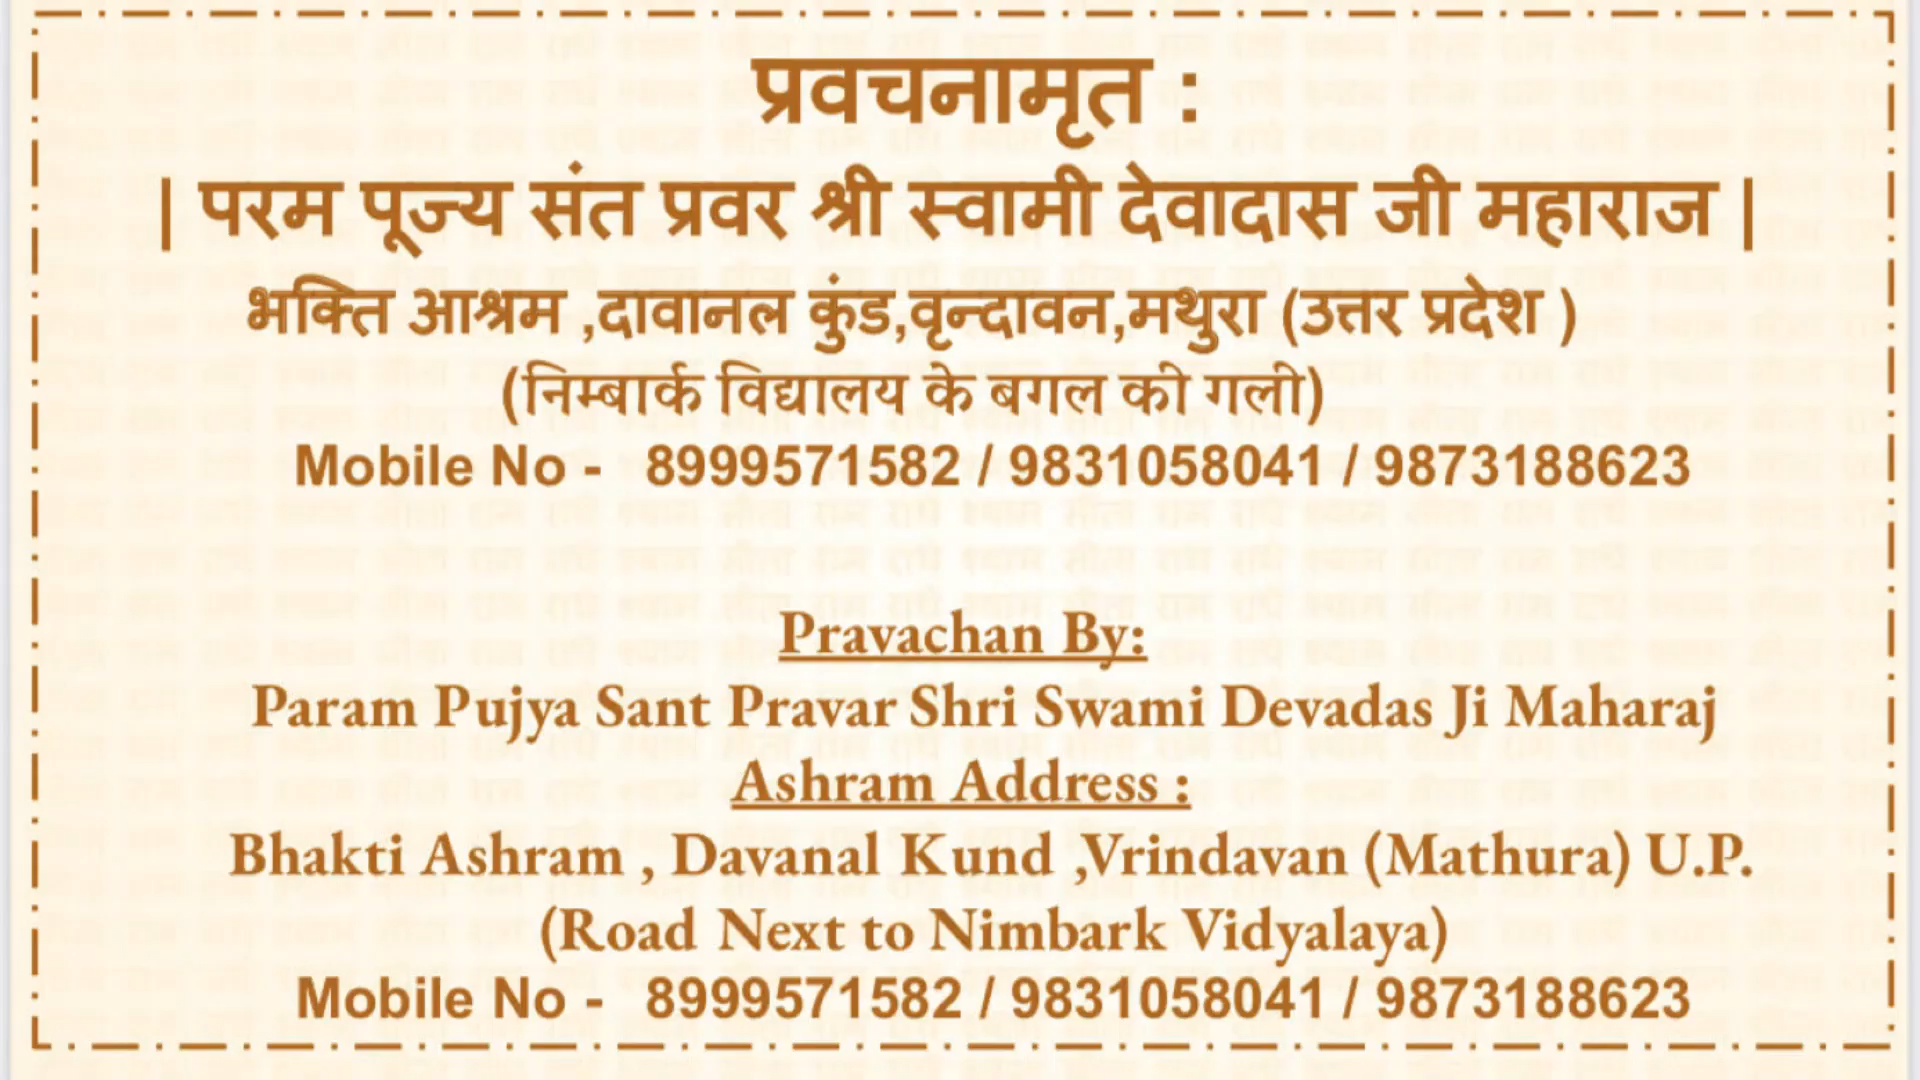 प्रवचनामृत :
| परम पूज्य संत प्रवर श्री स्वामी देवादास जी महाराज |
भक्ति आश्रम ,दावानल कुंड,वृन्दावन,मथुरा (उत्तर प्रदेश )
(निम्बार्क विद्यालय के बगल की गली)
Mobile No - 8999571582 / 9831058041 / 9873188623
Pravachan By:
Param Pujya Sant Pravar Shri Swami Devadas Ji Maharaj
Ashram Address :
Bhakti Ashram , Davanal Kund ,Vrindavan (Mathura) U.P.
(Road Next to Nimbark Vidyalaya)
Mobile No - 8999571582 / 9831058041 / 9873188623